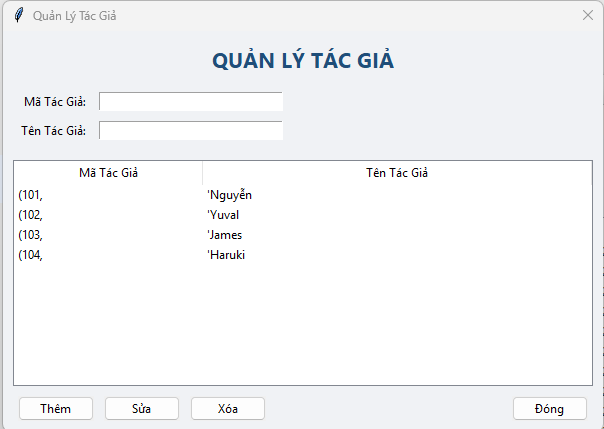 Quản Lý Tác Giả
QUẢN LÝ TÁC GIẢ
Mã Tác Giả:
Tên Tác Giả:
Mã Tác Giả Tên Tác Giả
(101, 'Nguyễn
(102, 'Yuval
(103, 'James
(104, 'Haruki
Thêm Sửa Xóa Đóng